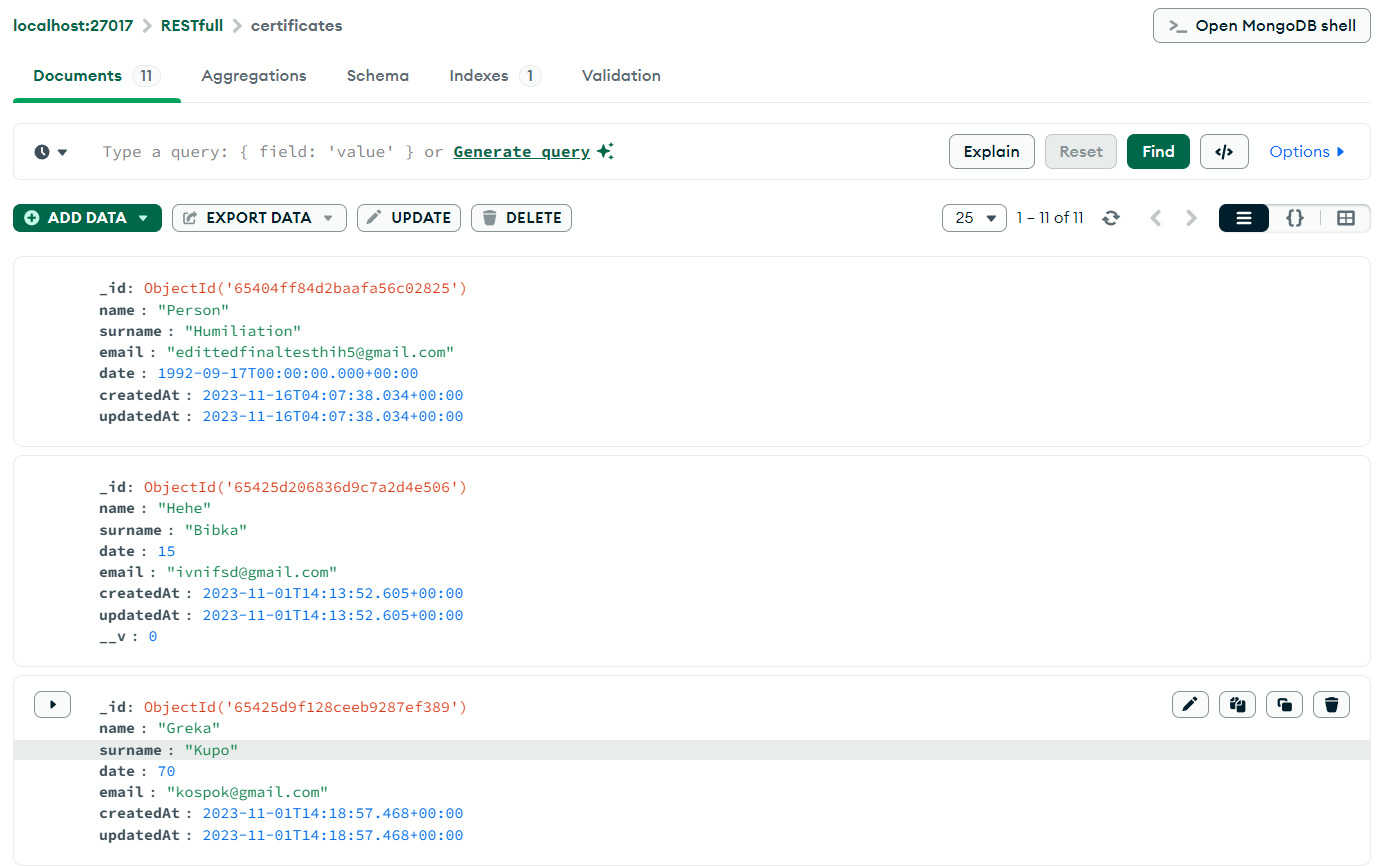 localhost:27017 > RESTfull > certificates
>_ Open MongoDB shell
Documents 11 Aggregations Schema Indexes 1 Validation
Type a query: { field: 'value' } or Generate query
Explain Reset Find </> Options
ADD DATA EXPORT DATA UPDATE DELETE 25 1 – 11 of 11 {}
_id: ObjectId('65404ff84d2baafa56c02825')
name : "Person"
surname : "Humiliation"
email : "edittedfinaltesthih5@gmail.com"
date : 1992-09-17T00:00:00.000+00:00
createdAt : 2023-11-16T04:07:38.034+00:00
updatedAt : 2023-11-16T04:07:38.034+00:00
_id: ObjectId('65425d206836d9c7a2d4e506')
name : "Hehe"
surname : "Bibka"
date : 15
email : "ivnifsd@gmail.com"
createdAt : 2023-11-01T14:13:52.605+00:00
updatedAt : 2023-11-01T14:13:52.605+00:00
__v : 0
_id: ObjectId('65425d9f128ceeb9287ef389')
name : "Greka"
surname : "Kupo"
date : 70
email : "kospok@gmail.com"
createdAt : 2023-11-01T14:18:57.468+00:00
updatedAt : 2023-11-01T14:18:57.468+00:00